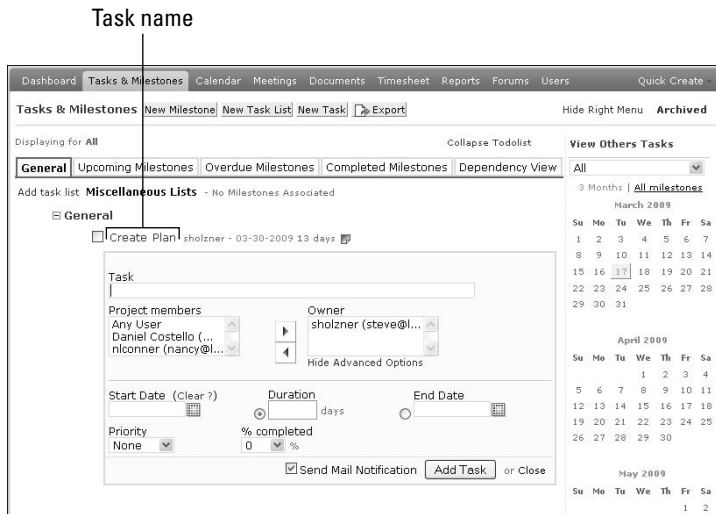 Task name
Dashboard Tasks & Milestones Calendar Meetings Documents Timesheet Reports Forums Users Quick Create
Tasks & Milestones New Milestone New Task List New Task Export Hide Right Menu Archived
Displaying for All Collapse Todolist
General Upcoming Milestones Overdue Milestones Completed Milestones Dependency View
Add task list Miscellaneous Lists - No Milestones Associated
General
Create Plan sholzner - 03-30-2009 13 days
Task
Project members
Any User
Daniel Costello (...
nlconner (nancy@l...
Owner
sholzner (steve@l...
Hide Advanced Options
Start Date (Clear ?) Duration End Date
days
Priority % completed
None 0 %
Send Mail Notification Add Task or Close
View Others Tasks
All
3 Months | All milestones
March 2009
Su Mo Tu We Th Fr Sa
1 2 3 4 5 6 7
8 9 10 11 12 13 14
15 16 17 18 19 20 21
22 23 24 25 26 27 28
29 30 31
April 2009
Su Mo Tu We Th Fr Sa
1 2 3 4
5 6 7 8 9 10 11
12 13 14 15 16 17 18
19 20 21 22 23 24 25
26 27 28 29 30
May 2009
Su Mo Tu We Th Fr Sa
1 2